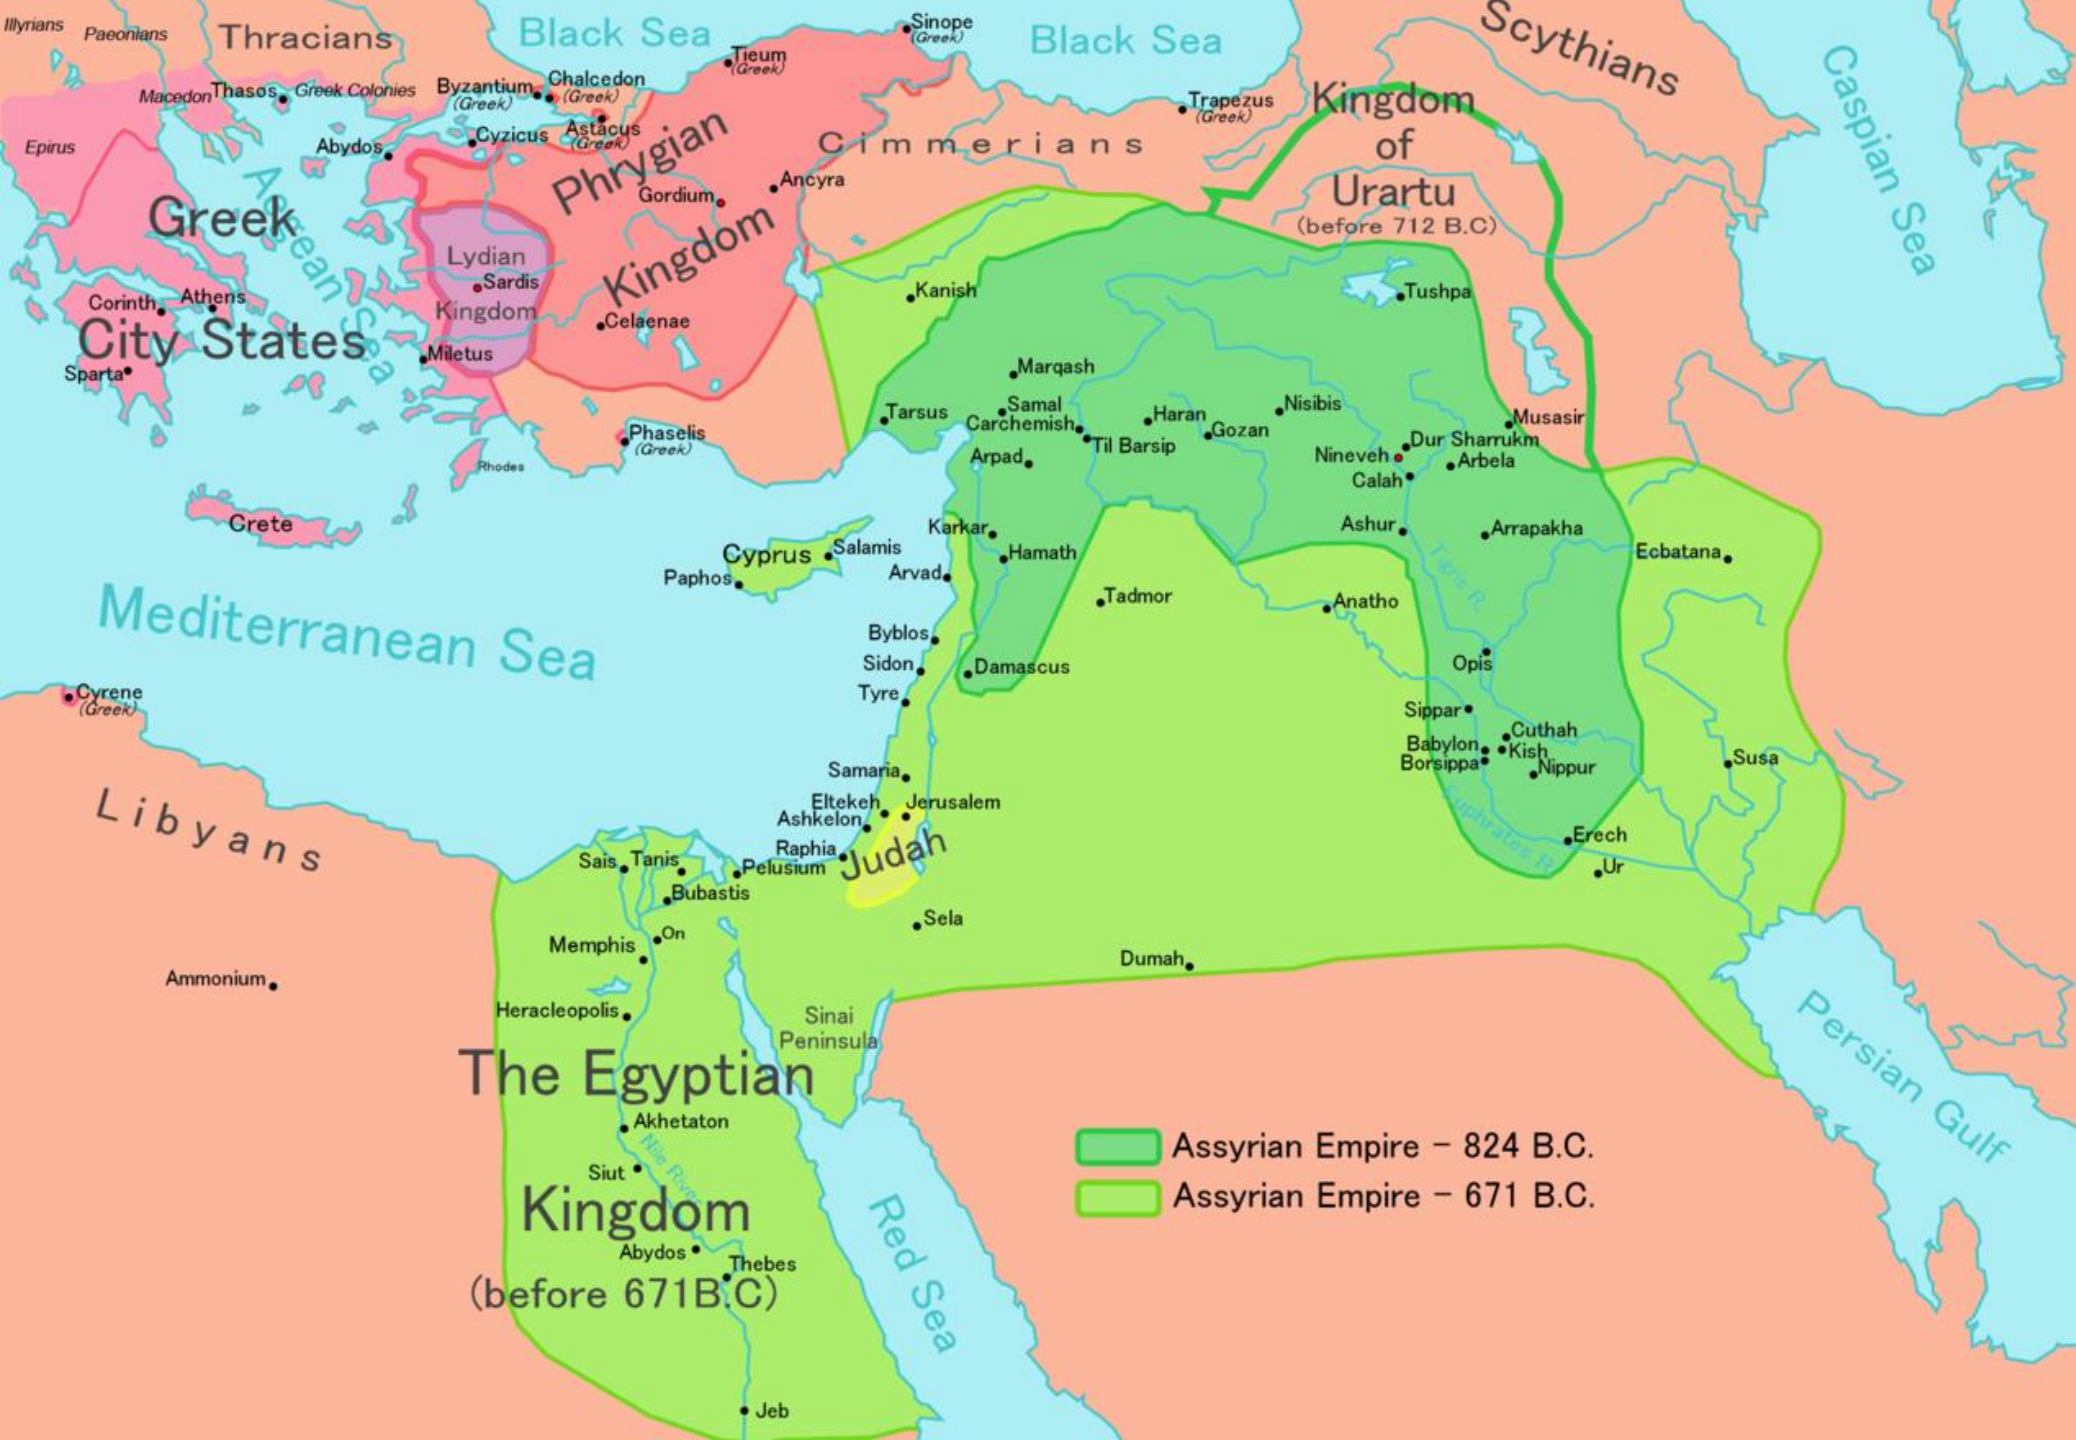 Illyrians
Paeonians
Thracians
Black Sea
Black Sea
Sinope
(Greek)
Tieum
(Greek)
Scythians
Caspian Sea
Macedon
Thasos
Greek Colonies
Byzantium
(Greek)
Chalcedon
(Greek)
Astacus
(Greek)
Cyzicus
Abydos
Epirus
Trapezus
(Greek)
Cimmerians
Kingdom
of
Urartu
(before 712 B.C)
Phrygian
Kingdom
Gordium
Ancyra
Greek
City States
Aegean Sea
Lydian
Kingdom
Sardis
Celaenae
Miletus
Corinth
Athens
Sparta
Kanish
Tushpa
Marqash
Tarsus
Samal
Carchemish
Til Barsip
Haran
Gozan
Nisibis
Musasir
Dur Sharrukm
Nineveh
Arbela
Calah
Arpad
Phaselis
(Greek)
Rhodes
Crete
Karkar
Hamath
Ashur
Arrapakha
Ecbatana
Cyprus
Salamis
Paphos
Arvad
Tadmor
Anatho
Tigris R.
Mediterranean Sea
Byblos
Sidon
Tyre
Damascus
Opis
Sippar
Cuthah
Babylon
Kish
Borsippa
Nippur
Susa
Euphrates R.
Erech
Ur
Cyrene
(Greek)
Libyans
Samaria
Eltekeh
Jerusalem
Ashkelon
Raphia
Judah
Sais
Tanis
Pelusium
Bubastis
Sela
On
Memphis
Dumah
Ammonium
Heracleopolis
Sinai
Peninsula
Persian Gulf
The Egyptian
Kingdom
(before 671B.C)
Akhetaton
Nile River
Siut
Abydos
Thebes
Jeb
Red Sea
Assyrian Empire – 824 B.C.
Assyrian Empire – 671 B.C.